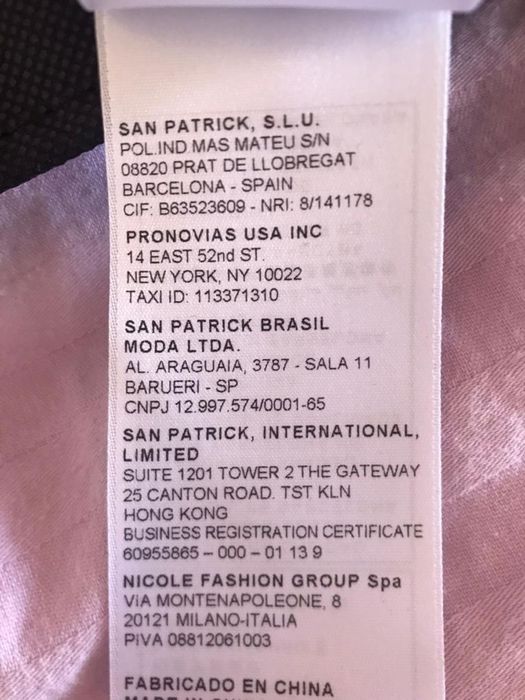 SAN PATRICK, S.L.U.
POL.IND MAS MATEU S/N
08820 PRAT DE LLOBREGAT
BARCELONA - SPAIN
CIF: B63523609 - NRI: 8/141178
PRONOVIAS USA INC
14 EAST 52nd ST.
NEW YORK, NY 10022
TAXI ID: 113371310
SAN PATRICK BRASIL
MODA LTDA.
AL. ARAGUAIA, 3787 - SALA 11
BARUERI - SP
CNPJ 12.997.574/0001-65
SAN PATRICK, INTERNATIONAL,
LIMITED
SUITE 1201 TOWER 2 THE GATEWAY
25 CANTON ROAD. TST KLN
HONG KONG
BUSINESS REGISTRATION CERTIFICATE
60955865 – 000 – 01 13 9
NICOLE FASHION GROUP Spa
ViA MONTENAPOLEONE, 8
20121 MILANO-ITALIA
PIVA 08812061003
FABRICADO EN CHINA
MADE IN